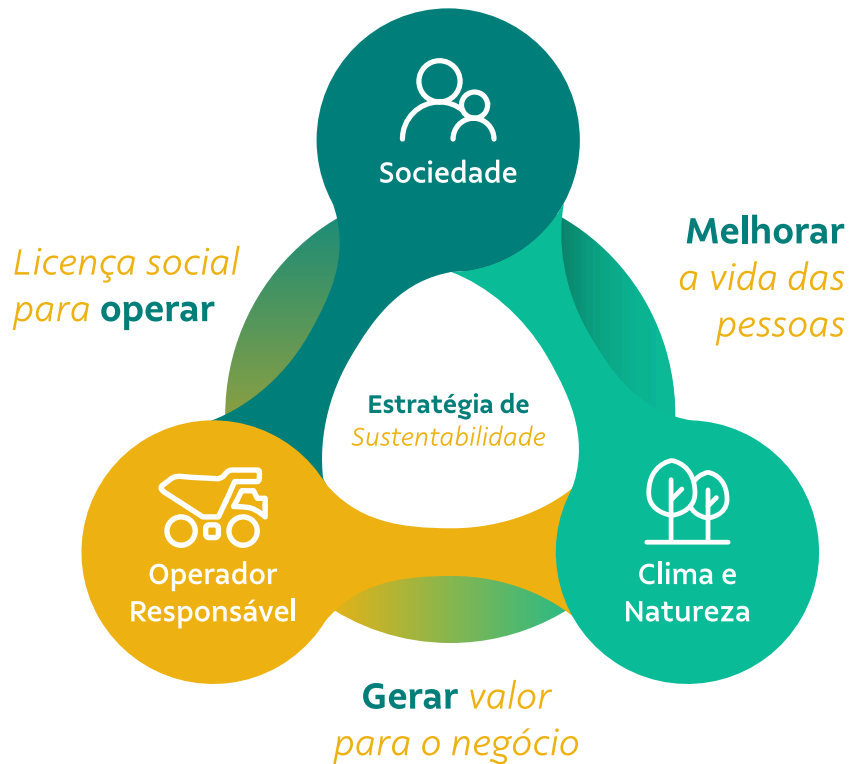 Sociedade
Licença social
para operar
Melhorar
a vida das
pessoas
Estratégia de
Sustentabilidade
Operador
Responsável
Clima e
Natureza
Gerar valor
para o negócio